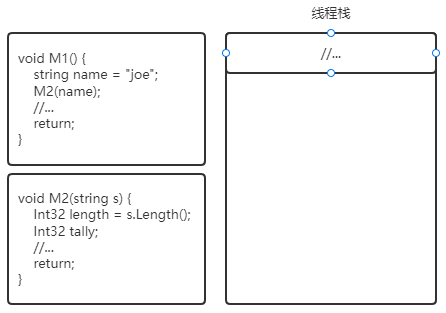 线程栈
void M1() {
string name = "joe";
M2(name);
//...
return;
}
void M2(string s) {
Int32 length = s.Length();
Int32 tally;
//...
return;
}
//...